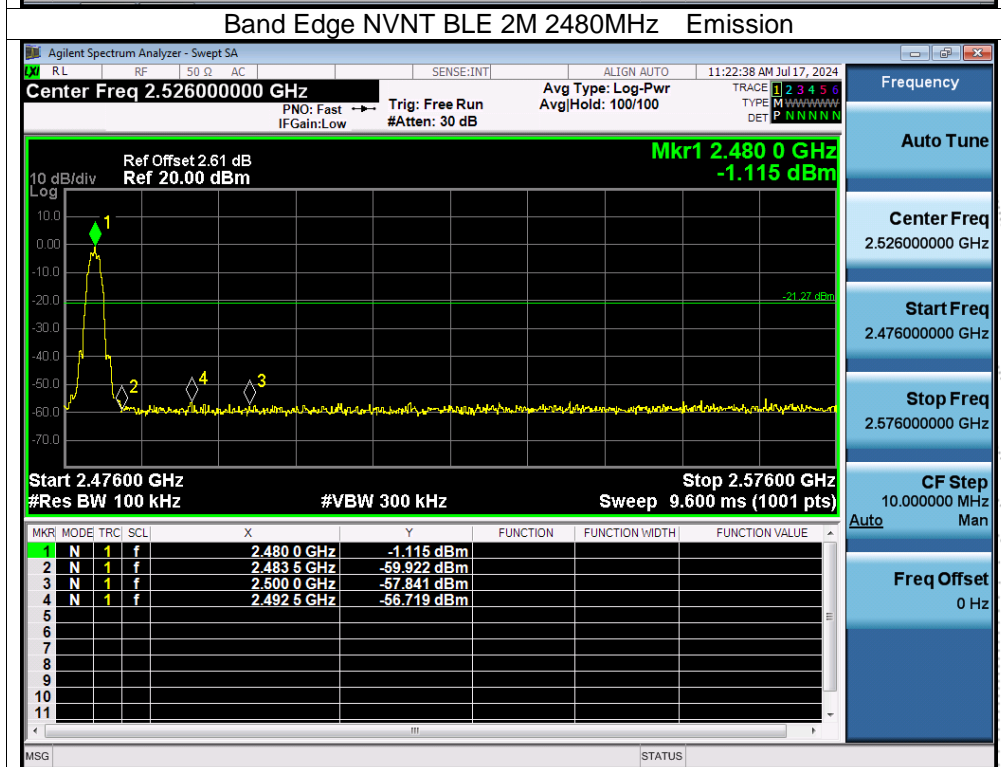 Band Edge NVNT BLE 2M 2480MHz Emission
Agilent Spectrum Analyzer - Swept SA
LXI RL RF 50 Ω AC SENSE:INT ALIGN AUTO 11:22:38 AM Jul 17, 2024
Center Freq 2.526000000 GHz
PNO: Fast
IFGain:Low
Trig: Free Run
#Atten: 30 dB
Avg Type: Log-Pwr
Avg|Hold: 100/100
TRACE 1 2 3 4 5 6
TYPE M WWWWW
DET P N N N N N
Mkr1 2.480 0 GHz
-1.115 dBm
Ref Offset 2.61 dB
10 dB/div Ref 20.00 dBm
Log
10.0
0.00
-10.0
-20.0
-30.0
-40.0
-50.0
-60.0
-70.0
1
2
4
3
-21.27 dBm
Start 2.47600 GHz Stop 2.57600 GHz
#Res BW 100 kHz #VBW 300 kHz Sweep 9.600 ms (1001 pts)
MKR MODE TRC SCL X Y FUNCTION FUNCTION WIDTH FUNCTION VALUE
1 N 1 f 2.480 0 GHz -1.115 dBm
2 N 1 f 2.483 5 GHz -59.922 dBm
3 N 1 f 2.500 0 GHz -57.841 dBm
4 N 1 f 2.492 5 GHz -56.719 dBm
5
6
7
8
9
10
11
MSG STATUS
Frequency
Auto Tune
Center Freq
2.526000000 GHz
Start Freq
2.476000000 GHz
Stop Freq
2.576000000 GHz
CF Step
10.000000 MHz
Auto Man
Freq Offset
0 Hz